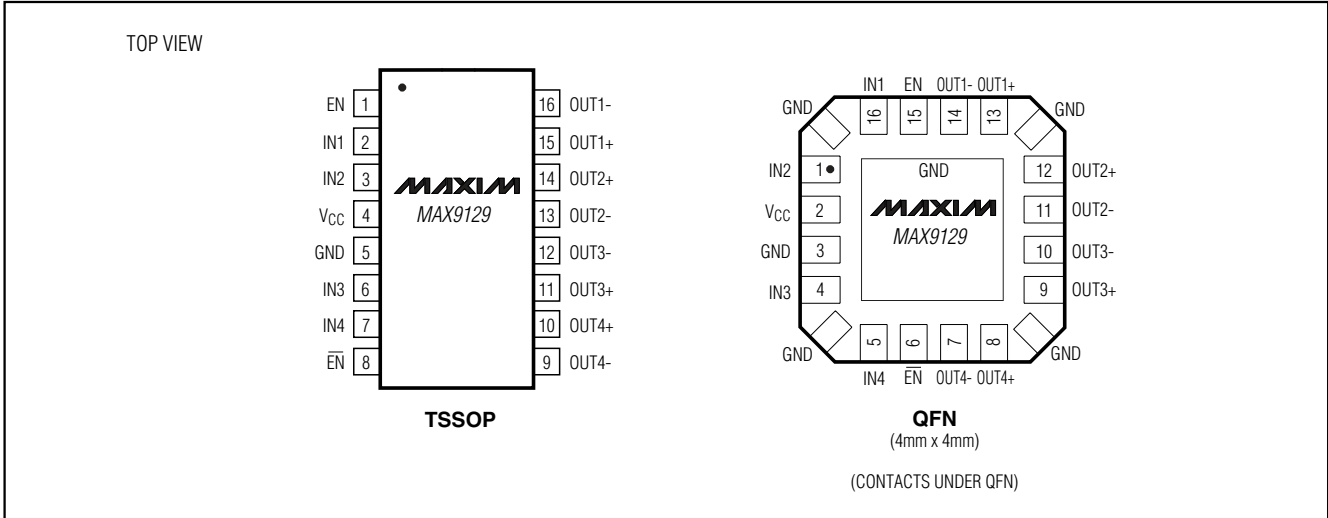 TOP VIEW
EN 1
IN1 2
IN2 3
VCC 4
GND 5
IN3 6
IN4 7
E̅N̅ 8
MAXIM
MAX9129
16 OUT1-
15 OUT1+
14 OUT2+
13 OUT2-
12 OUT3-
11 OUT3+
10 OUT4+
9 OUT4-
TSSOP
IN1 EN OUT1- OUT1+
GND 16 15 14 13 GND
IN2 1
VCC 2
GND 3
IN3 4
GND
MAXIM
MAX9129
12 OUT2+
11 OUT2-
10 OUT3-
9 OUT3+
GND 5 6 7 8 GND
IN4 E̅N̅ OUT4- OUT4+
QFN
(4mm x 4mm)
(CONTACTS UNDER QFN)